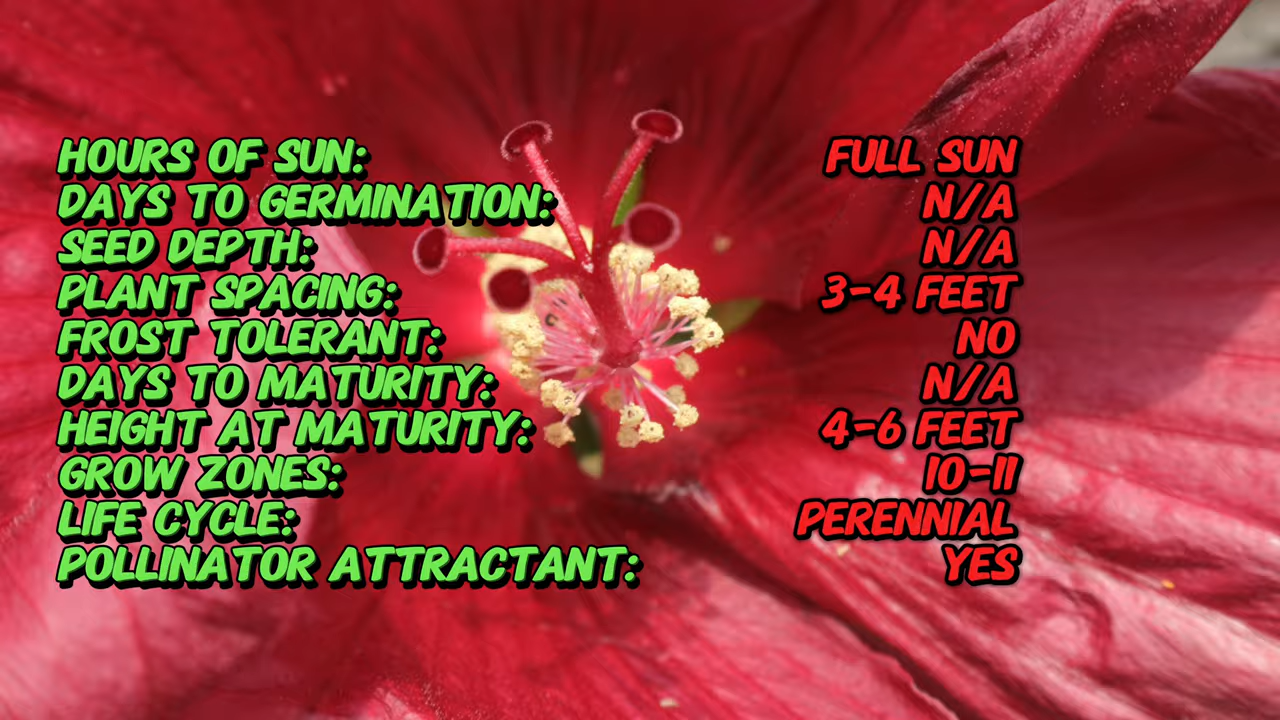 HOURS OF SUN: FULL SUN
DAYS TO GERMINATION: N/A
SEED DEPTH: N/A
PLANT SPACING: 3-4 FEET
FROST TOLERANT: NO
DAYS TO MATURITY: N/A
HEIGHT AT MATURITY: 4-6 FEET
GROW ZONES: 10-11
LIFE CYCLE: PERENNIAL
POLLINATOR ATTRACTANT: YES